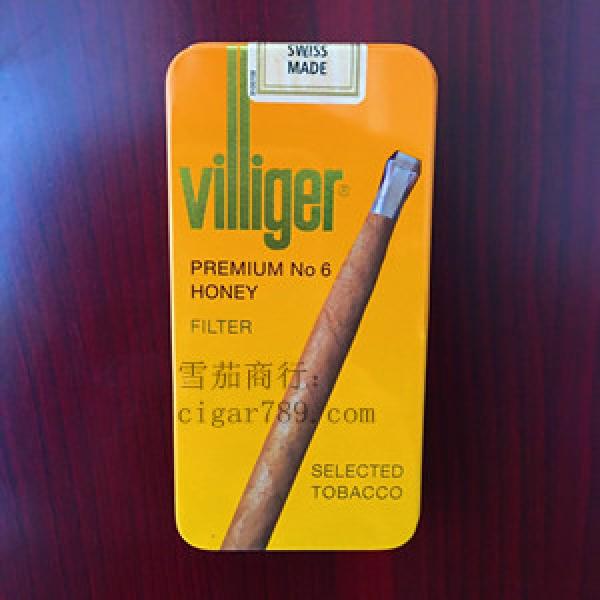 SWISS
MADE
villiger®
PREMIUM No 6
HONEY
FILTER
雪茄商行：
cigar789.com
SELECTED
TOBACCO